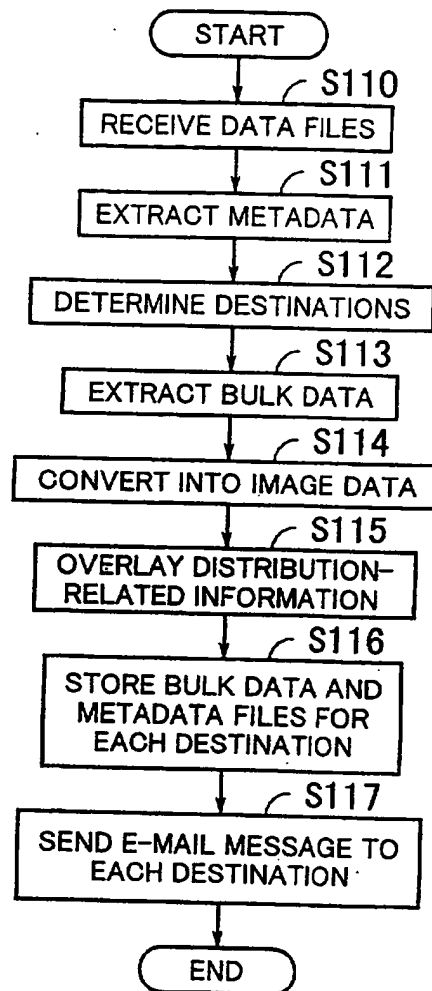 START
S110
RECEIVE DATA FILES
S111
EXTRACT METADATA
S112
DETERMINE DESTINATIONS
S113
EXTRACT BULK DATA
S114
CONVERT INTO IMAGE DATA
S115
OVERLAY DISTRIBUTION-
RELATED INFORMATION
S116
STORE BULK DATA AND
METADATA FILES FOR
EACH DESTINATION
S117
SEND E-MAIL MESSAGE TO
EACH DESTINATION
END